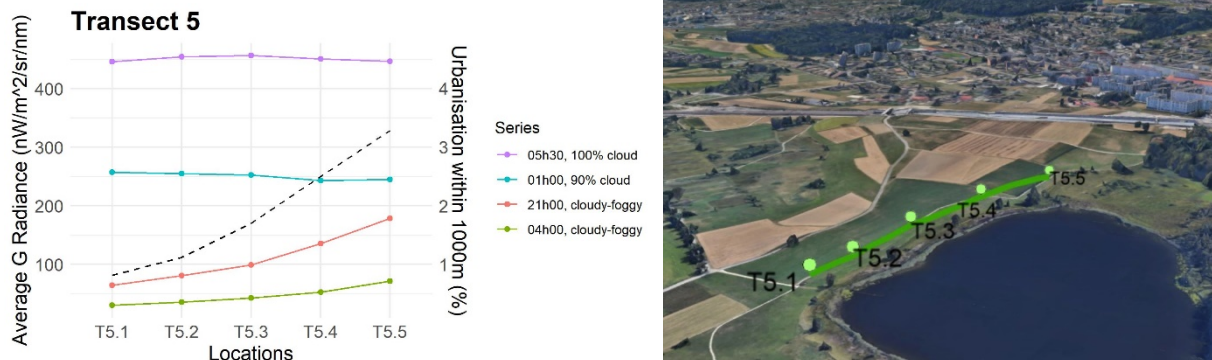 Transect 5
Average G Radiance (nW/m^2/sr/nm)
400
300
200
100
4
3
2
1
Urbanisation within 1000m (%)
T5.1 T5.2 T5.3 T5.4 T5.5
Locations
Series
05h30, 100% cloud
01h00, 90% cloud
21h00, cloudy-foggy
04h00, cloudy-foggy
T5.5
T5.4
T5.3
T5.2
T5.1